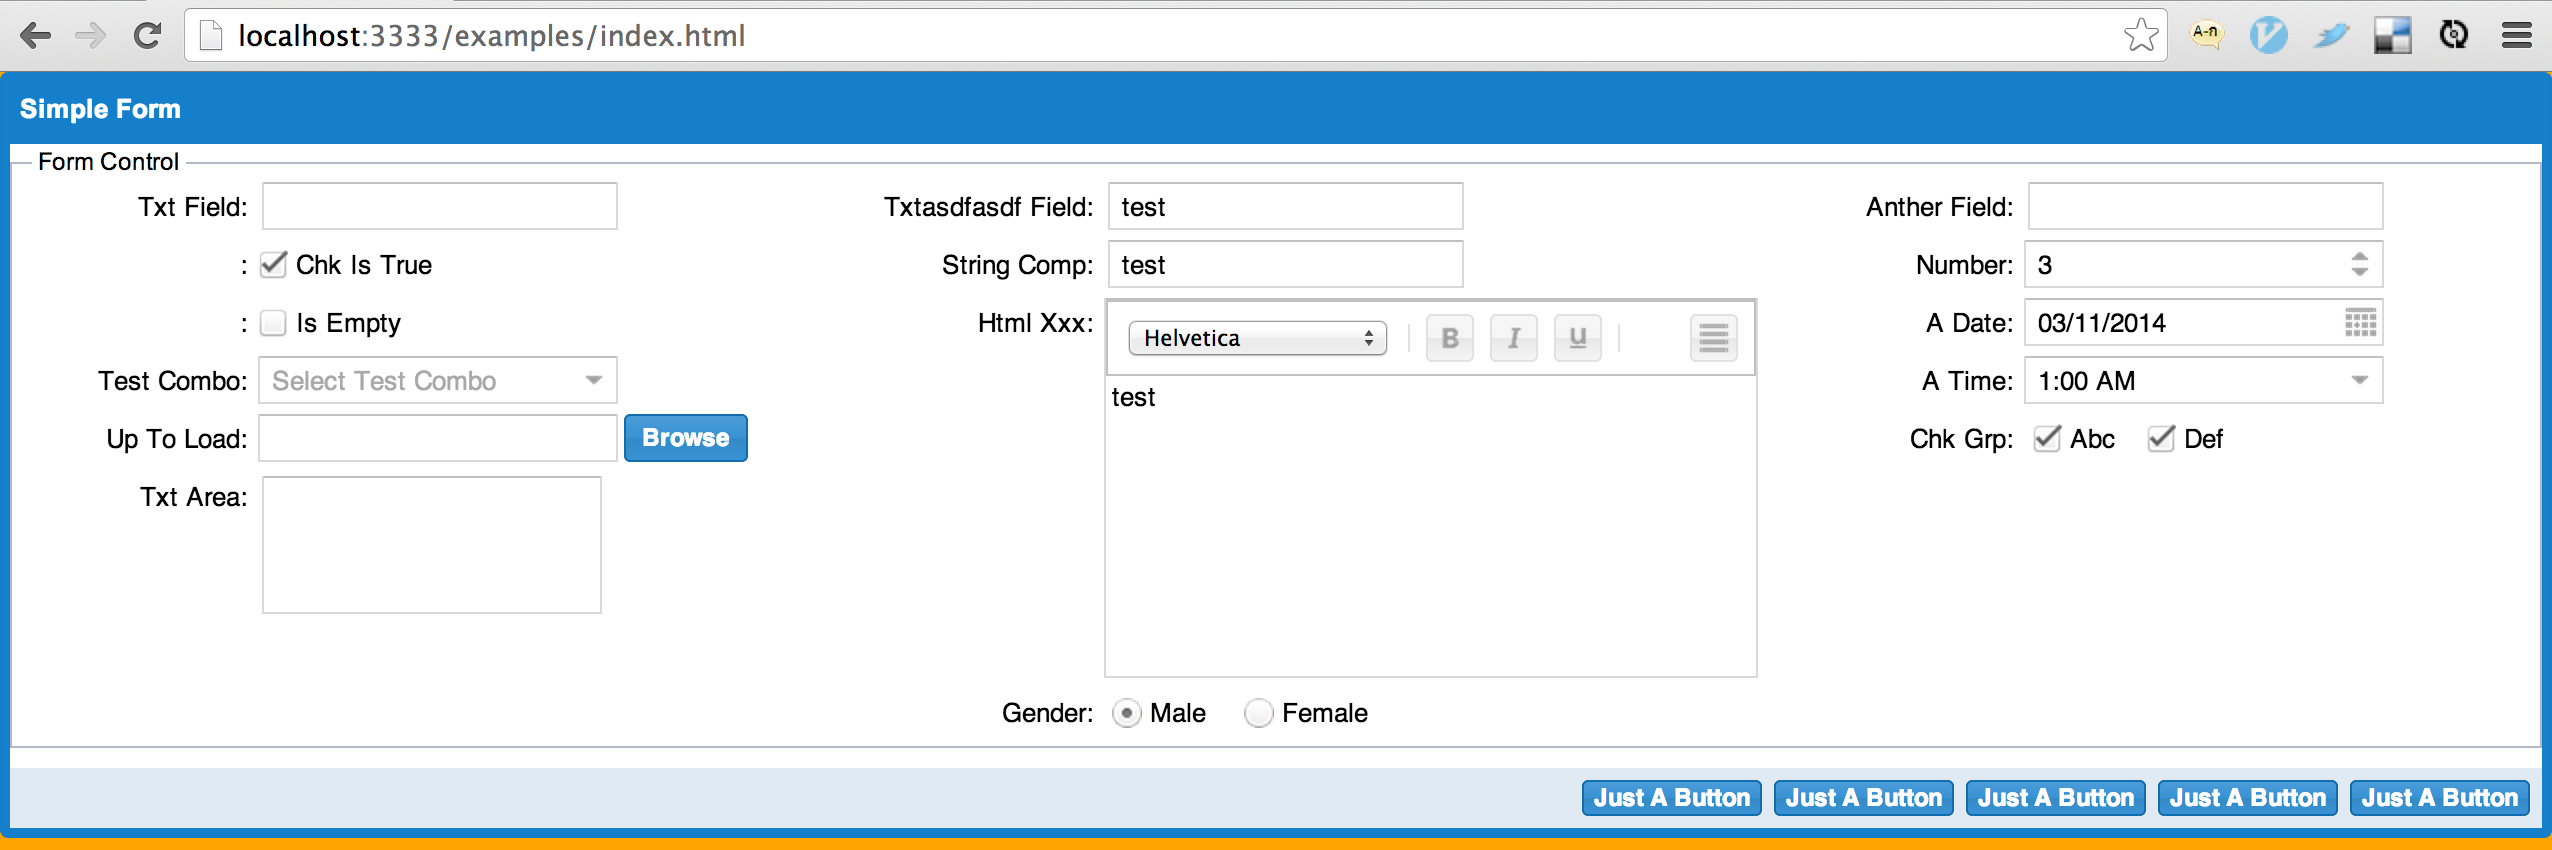 localhost:3333/examples/index.html
A-ก
Simple Form
Form Control
Txt Field:
: Chk Is True
: Is Empty
Test Combo: Select Test Combo
Up To Load: Browse
Txt Area:
Txtasdfasdf Field: test
String Comp: test
Html Xxx: Helvetica B I U
test
Gender: Male Female
Anther Field:
Number: 3
A Date: 03/11/2014
A Time: 1:00 AM
Chk Grp: Abc Def
Just A Button Just A Button Just A Button Just A Button Just A Button